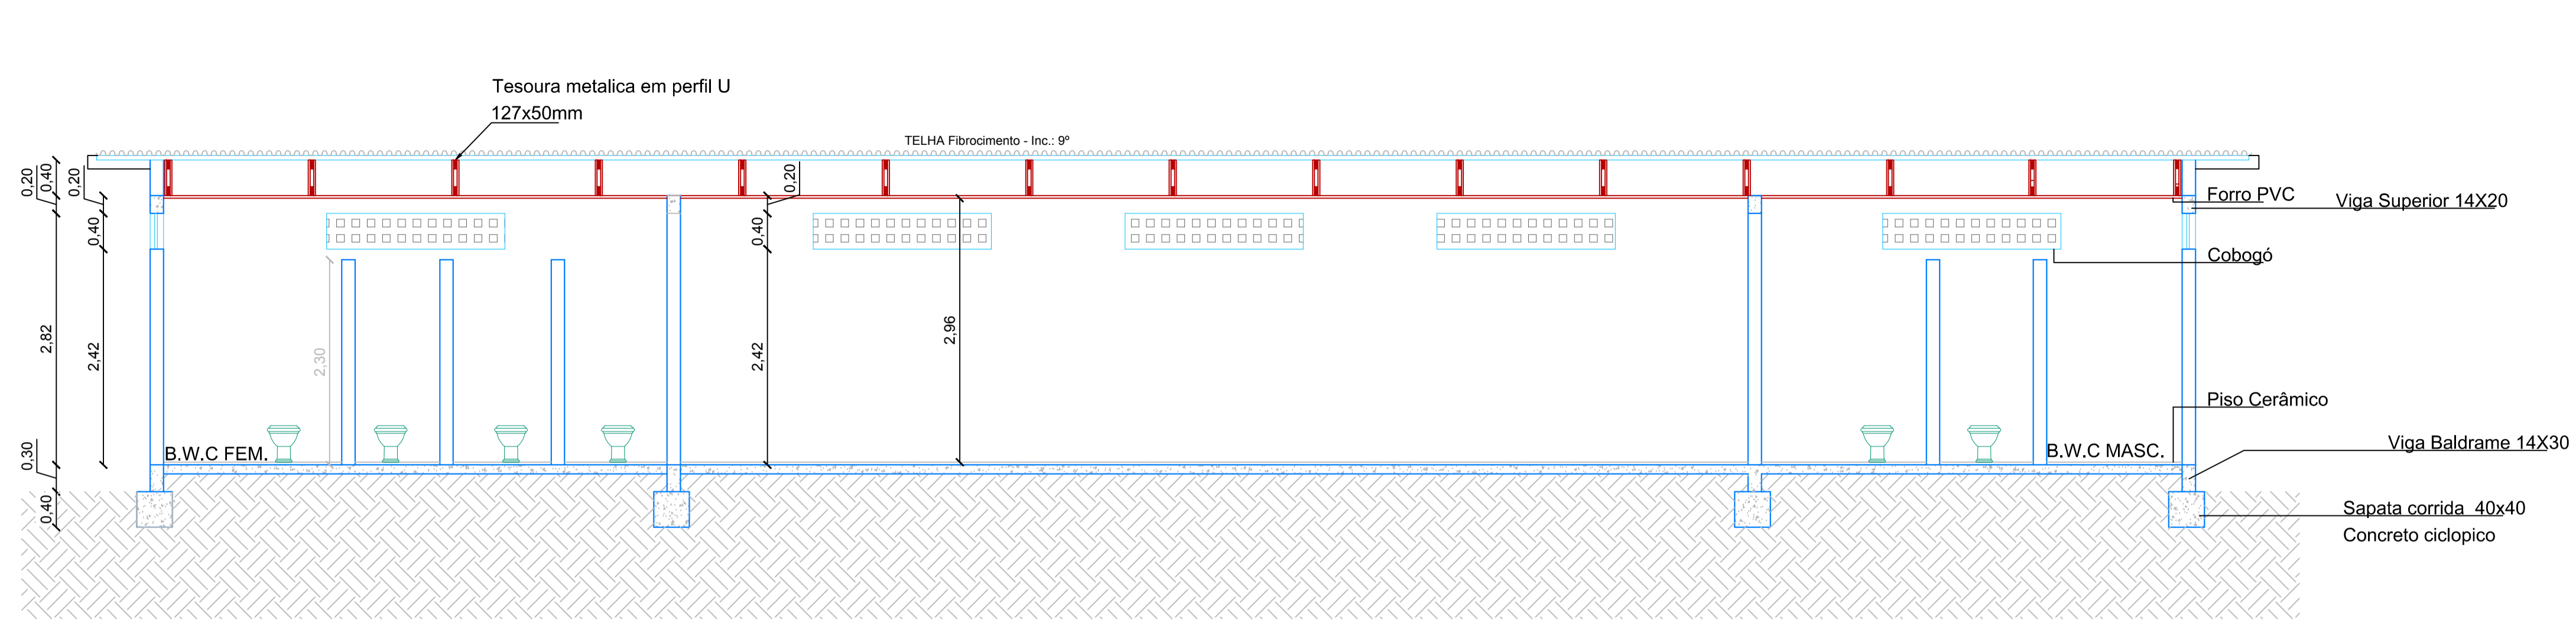 Tesoura metalica em perfil U
127x50mm
TELHA Fibrocimento - Inc.: 9º
0,20
0,40
0,20
0,20
Forro PVC
Viga Superior 14X20
0,40
0,40
Cobogó
2,82
2,42
2,30
2,42
2,96
Piso Cerâmico
B.W.C FEM.
B.W.C MASC.
Viga Baldrame 14X30
0,30
0,40
Sapata corrida 40x40
Concreto ciclopico